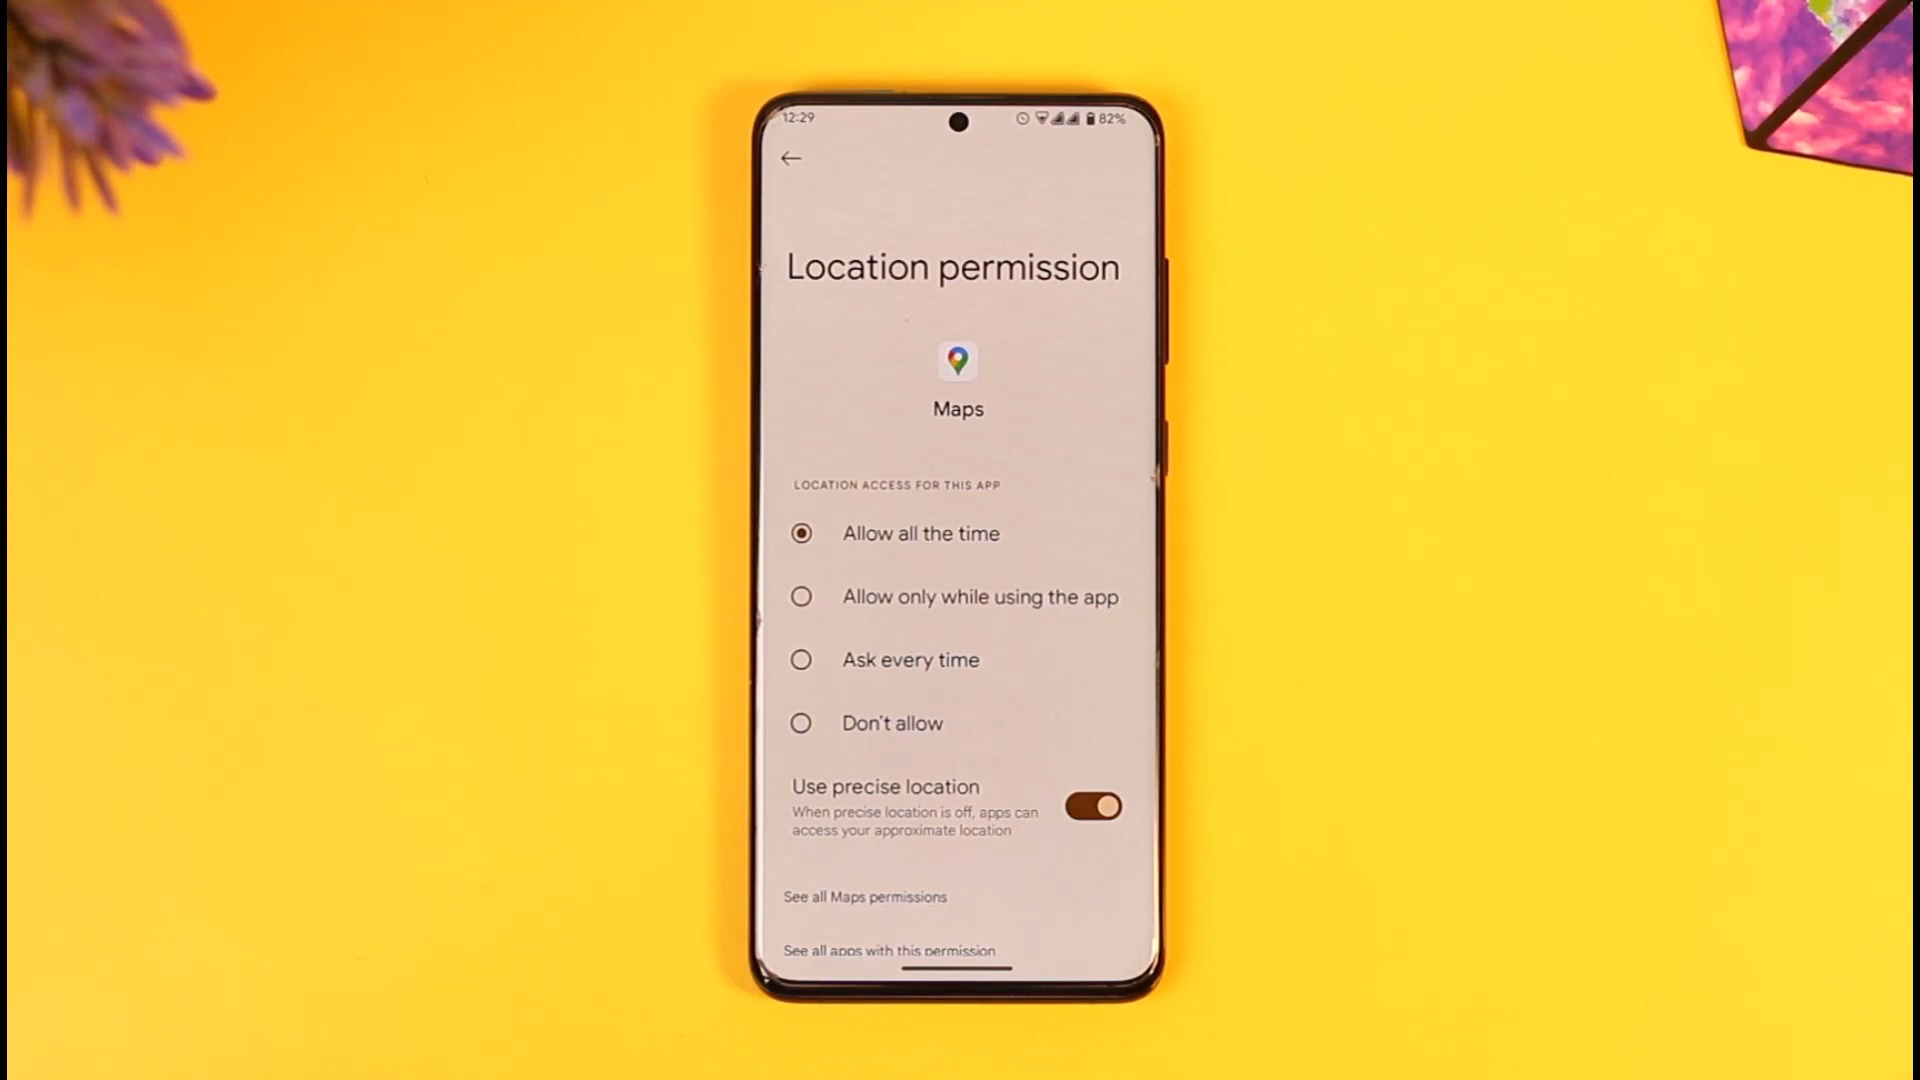 12:29
82%
Location permission
Maps
LOCATION ACCESS FOR THIS APP
Allow all the time
Allow only while using the app
Ask every time
Don't allow
Use precise location
When precise location is off, apps can
access your approximate location
See all Maps permissions
See all apps with this permission